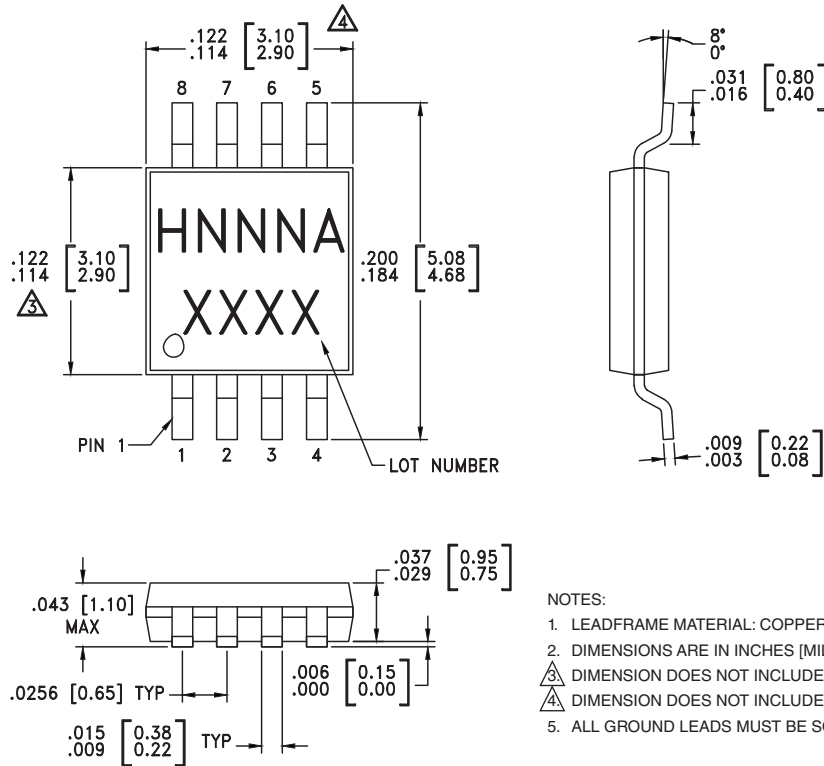 4
.122 [3.10]
.114 [2.90]
8 7 6 5
HNNNA
XXXX
.122 [3.10]
.114 [2.90]
3
.200 [5.08]
.184 [4.68]
PIN 1
1 2 3 4
LOT NUMBER
8°
0°
.031 [0.80]
.016 [0.40]
.009 [0.22]
.003 [0.08]
.037 [0.95]
.029 [0.75]
.043 [1.10]
MAX
.006 [0.15]
.000 [0.00]
.0256 [0.65] TYP
.015 [0.38]
.009 [0.22] TYP
NOTES:
1. LEADFRAME MATERIAL: COPPER
2. DIMENSIONS ARE IN INCHES
3. DIMENSION DOES NOT INCLUDE
4. DIMENSION DOES NOT INCLUDE
5. ALL GROUND LEADS MUST BE